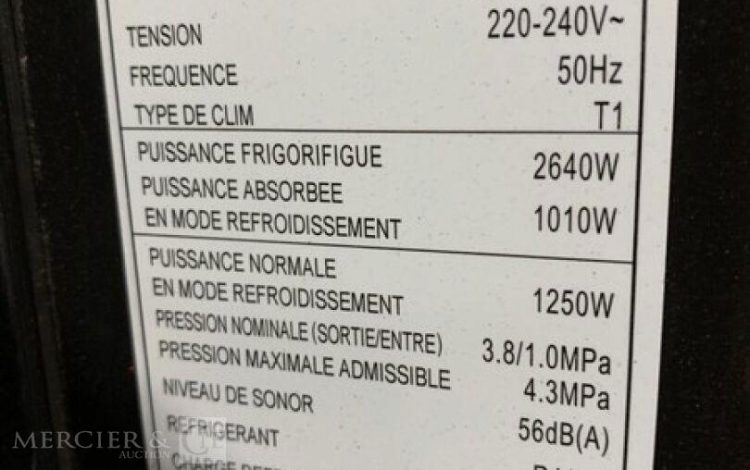 TENSION 220-240V~
FREQUENCE 50Hz
TYPE DE CLIM T1
PUISSANCE FRIGORIFIGUE 2640W
PUISSANCE ABSORBEE
EN MODE REFROIDISSEMENT 1010W
PUISSANCE NORMALE
EN MODE REFROIDISSEMENT 1250W
PRESSION NOMINALE (SORTIE/ENTRE) 3.8/1.0MPa
PRESSION MAXIMALE ADMISSIBLE 4.3MPa
NIVEAU DE SONOR 56dB(A)
REFRIGERANT
CHARGE
MERCIER &
AUCTION